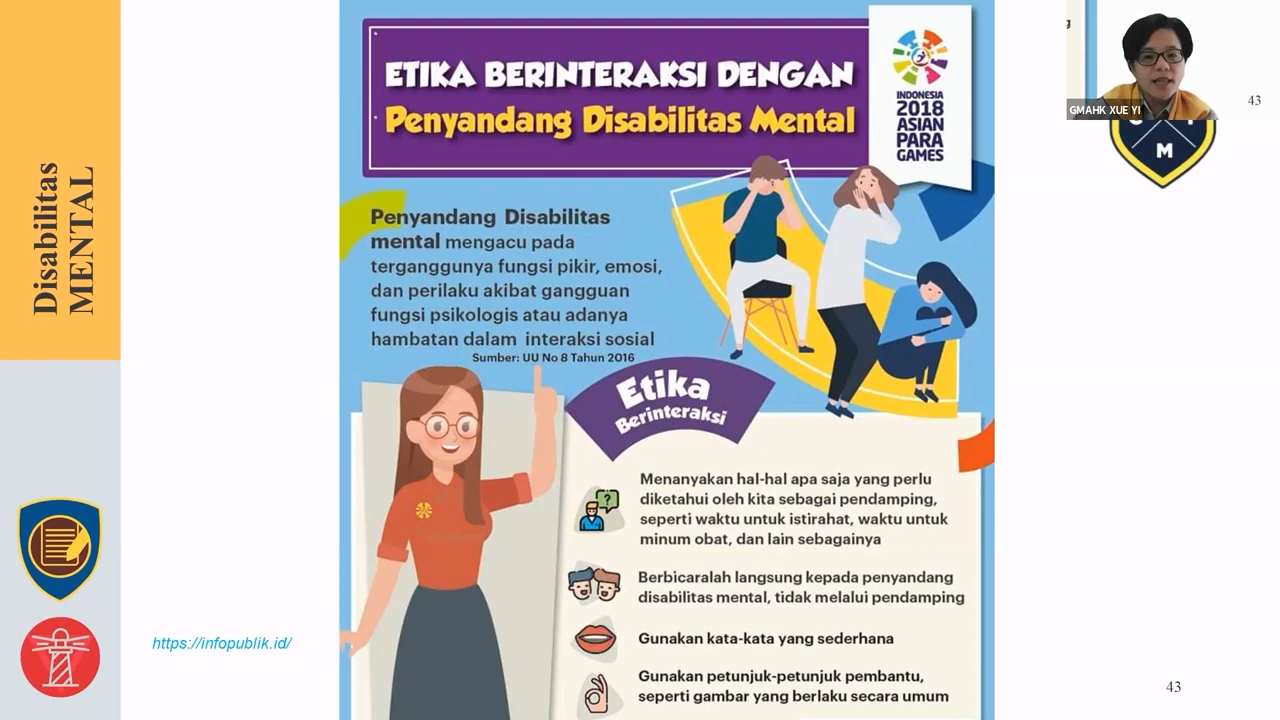 Disabilitas
MENTAL
ETIKA BERINTERAKSI DENGAN
Penyandang Disabilitas Mental
INDONESIA
2018
ASIAN
PARA
GAMES
Penyandang Disabilitas
mental mengacu pada
terganggunya fungsi pikir, emosi,
dan perilaku akibat gangguan
fungsi psikologis atau adanya
hambatan dalam interaksi sosial
Sumber: UU No 8 Tahun 2016
Etika
Berinteraksi
Menanyakan hal-hal apa saja yang perlu
diketahui oleh kita sebagai pendamping,
seperti waktu untuk istirahat, waktu untuk
minum obat, dan lain sebagainya
Berbicaralah langsung kepada penyandang
disabilitas mental, tidak melalui pendamping
Gunakan kata-kata yang sederhana
Gunakan petunjuk-petunjuk pembantu,
seperti gambar yang berlaku secara umum
https://infopublik.id/
GMAHK XUE YI
43
M
43